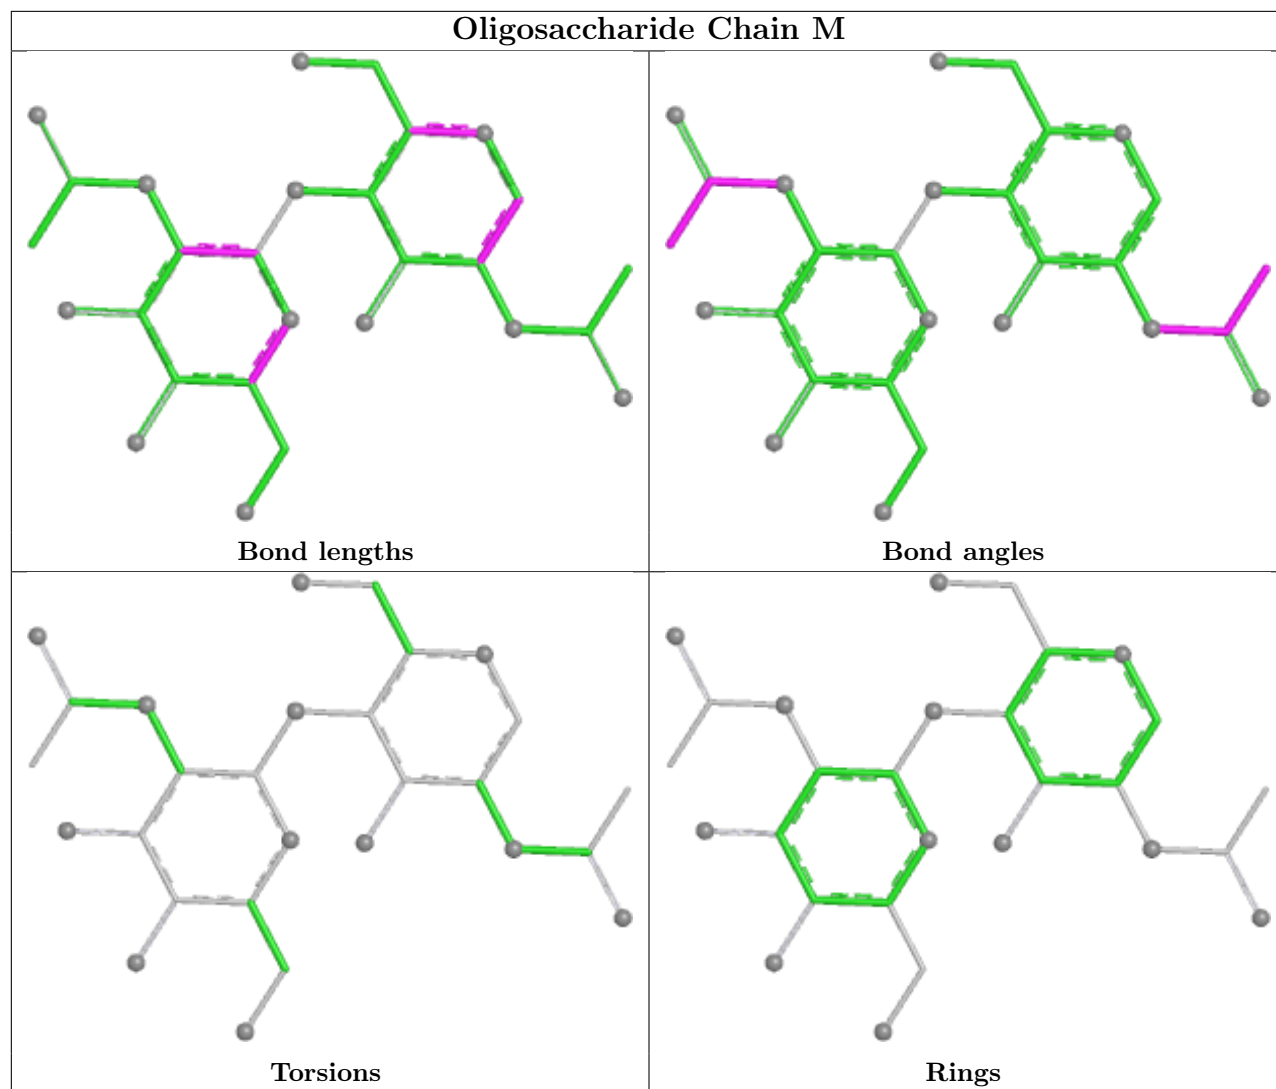 Oligosaccharide Chain M
Bond lengths
Bond angles
Torsions
Rings